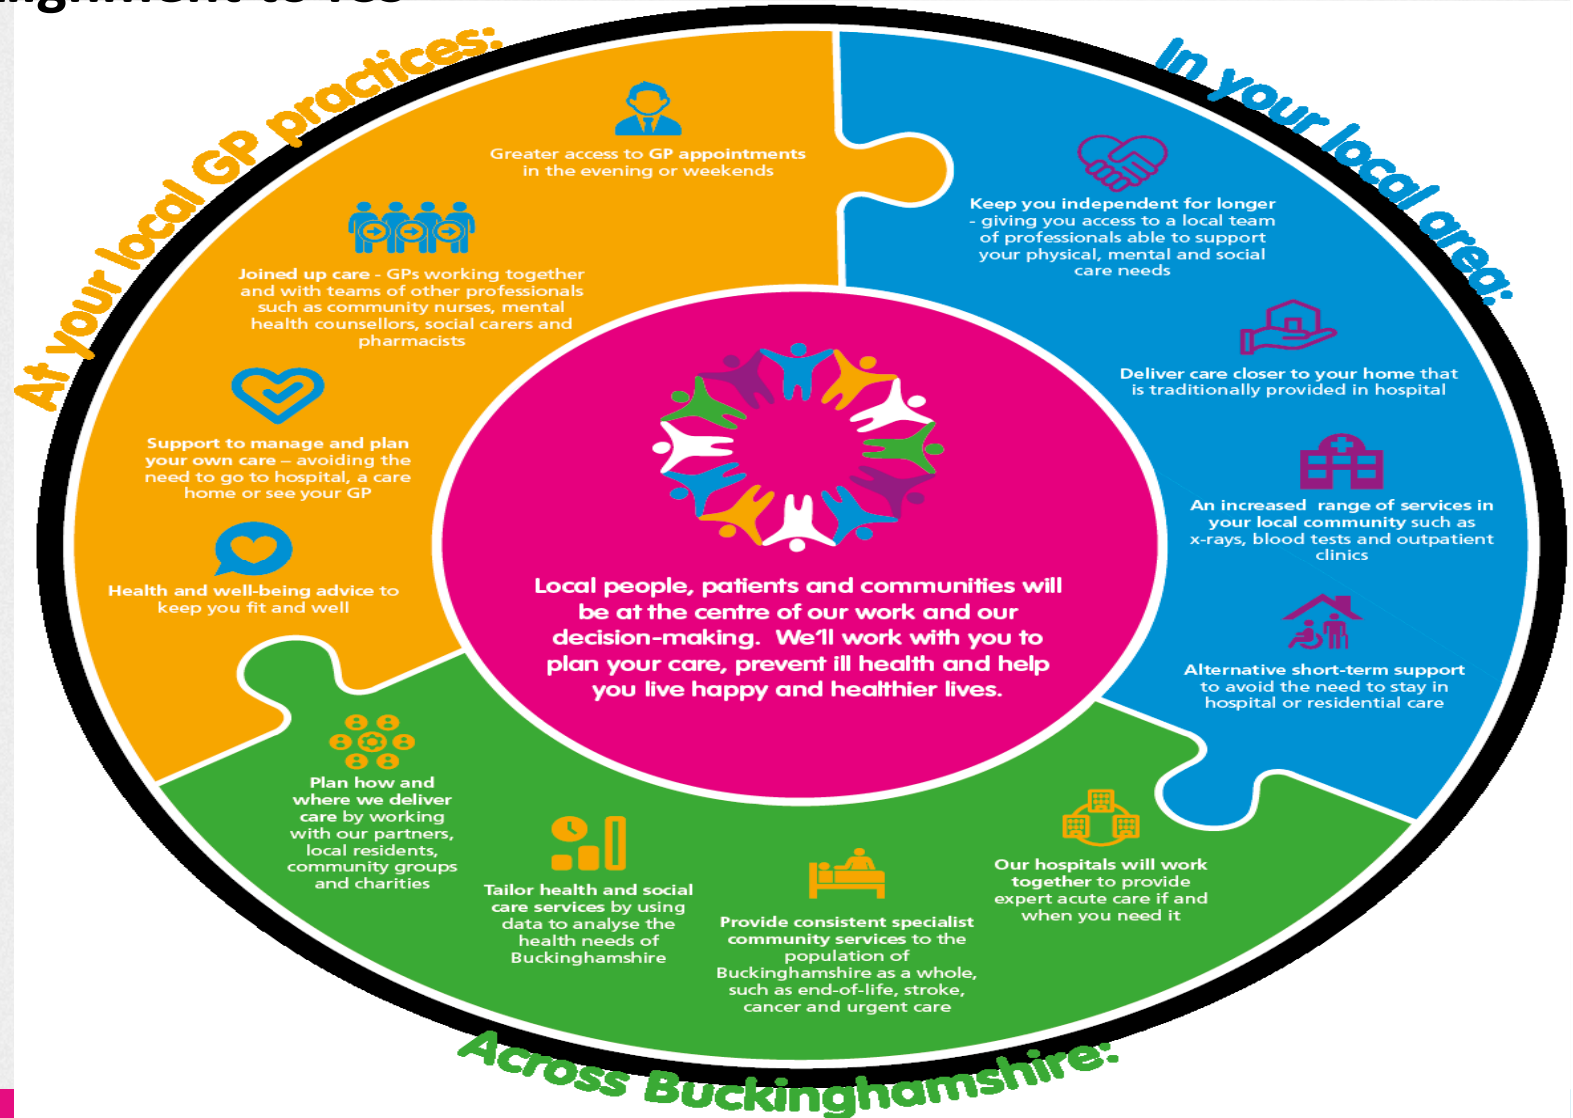 At your local GP practices:
Greater access to GP appointments
in the evening or weekends
Joined up care - GPs working together
and with teams of other professionals
such as community nurses, mental
health counsellors, social carers and
pharmacists
Support to manage and plan
your own care – avoiding the
need to go to hospital, a care
home or see your GP
Health and well-being advice to
keep you fit and well
In your local area:
Keep you independent for longer
- giving you access to a local team
of professionals able to support
your physical, mental and social
care needs
Deliver care closer to your home that
is traditionally provided in hospital
An increased range of services in
your local community such as
x-rays, blood tests and outpatient
clinics
Alternative short-term support
to avoid the need to stay in
hospital or residential care
Local people, patients and communities will
be at the centre of our work and our
decision-making. We'll work with you to
plan your care, prevent ill health and help
you live happy and healthier lives.
Plan how and
where we deliver
care by working
with our partners,
local residents,
community groups
and charities
Tailor health and social
care services by using
data to analyse the
health needs of
Buckinghamshire
Provide consistent specialist
community services to the
population of
Buckinghamshire as a whole,
such as end-of-life, stroke,
cancer and urgent care
Our hospitals will work
together to provide
expert acute care if and
when you need it
Across Buckinghamshire: